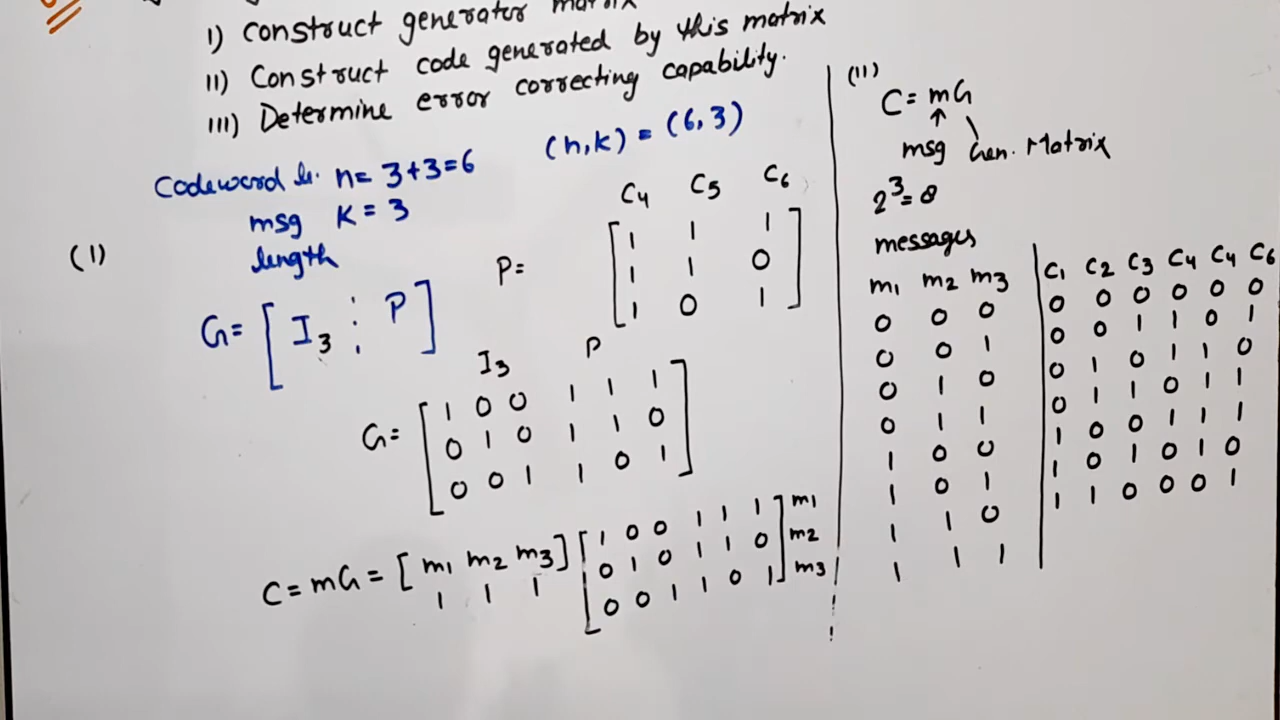 I) Construct generator matrix
II) Construct code generated by this matrix
III) Determine error correcting capability.
Codeword le. n= 3+3=6 (n,k) = (6,3)
msg k = 3
length
(I)
G= [ I3 ⋮ P ]
C4 C5 C6
P=
1 1 1
1 1 0
1 0 1
I3 P
G=
1 0 0 1 1 1
0 1 0 1 1 0
0 0 1 1 0 1
C = mG = [ m1 m2 m3 ]
1 1 1
1 0 0 1 1 1 m1
0 1 0 1 1 0 m2
0 0 1 1 0 1 m3
(II)
C = mG
msg Gen. Matrix
2^3 = 8
messages
m1 m2 m3 C1 C2 C3 C4 C4 C6
0 0 0 0 0 0 0 0 0
0 0 1 0 0 1 1 0 1
0 1 0 0 1 0 1 1 0
0 1 1 0 1 1 0 1 1
1 0 0 1 0 0 1 1 1
1 0 1 1 0 1 0 1 0
1 1 0 1 1 0 0 0 1
1 1 1